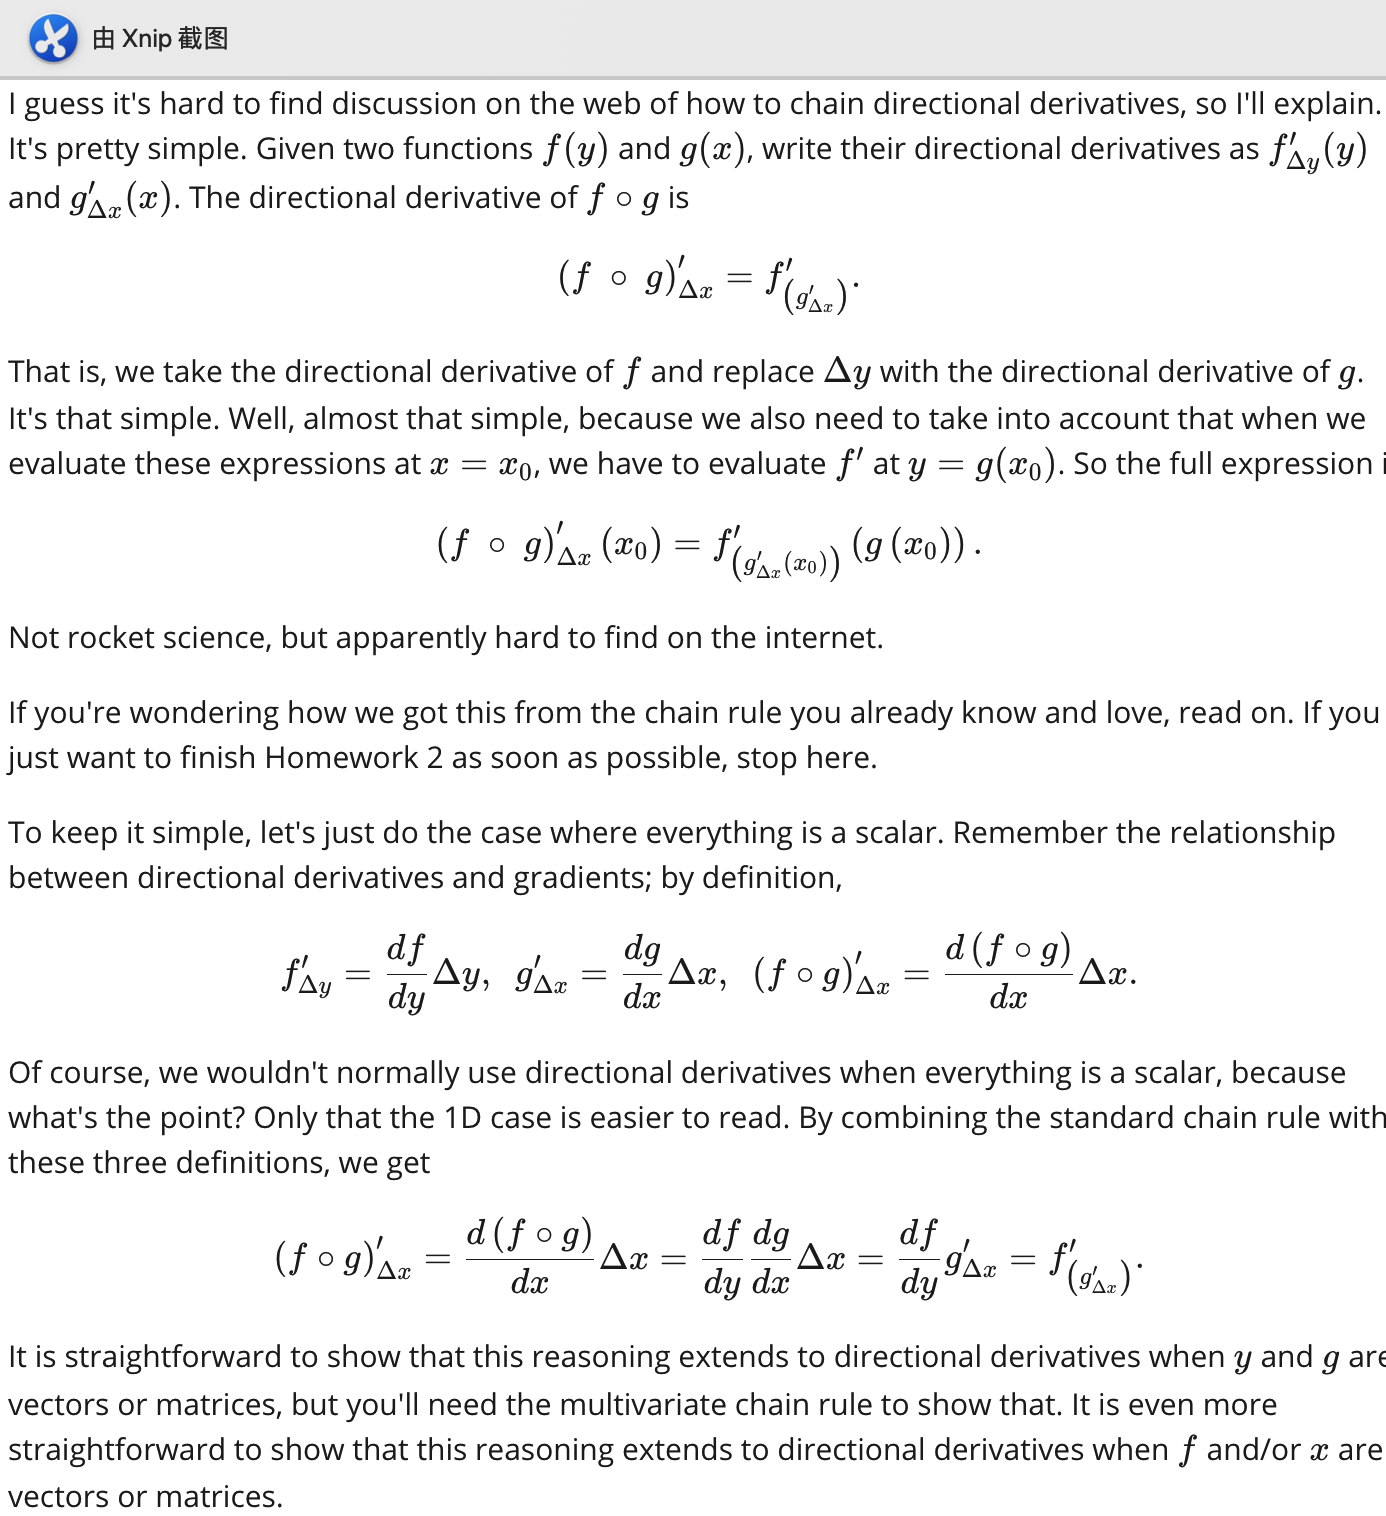 由 Xnip 截图
I guess it's hard to find discussion on the web of how to chain directional derivatives, so I'll explain.
It's pretty simple. Given two functions $f(y)$ and $g(x)$, write their directional derivatives as $f'_{\Delta y}(y)$
and $g'_{\Delta x}(x)$. The directional derivative of $f \circ g$ is
$(f \circ g)'_{\Delta x} = f'_{(g'_{\Delta x})}.$
That is, we take the directional derivative of $f$ and replace $\Delta y$ with the directional derivative of $g$.
It's that simple. Well, almost that simple, because we also need to take into account that when we
evaluate these expressions at $x = x_0$, we have to evaluate $f'$ at $y = g(x_0)$. So the full expression i
$(f \circ g)'_{\Delta x}(x_0) = f'_{(g'_{\Delta x}(x_0))}(g(x_0)).$
Not rocket science, but apparently hard to find on the internet.
If you're wondering how we got this from the chain rule you already know and love, read on. If you
just want to finish Homework 2 as soon as possible, stop here.
To keep it simple, let's just do the case where everything is a scalar. Remember the relationship
between directional derivatives and gradients; by definition,
$f'_{\Delta y} = \frac{df}{dy}\Delta y, \; g'_{\Delta x} = \frac{dg}{dx}\Delta x, \; (f \circ g)'_{\Delta x} = \frac{d(f \circ g)}{dx}\Delta x.$
Of course, we wouldn't normally use directional derivatives when everything is a scalar, because
what's the point? Only that the 1D case is easier to read. By combining the standard chain rule with
these three definitions, we get
$(f \circ g)'_{\Delta x} = \frac{d(f \circ g)}{dx}\Delta x = \frac{df}{dy}\frac{dg}{dx}\Delta x = \frac{df}{dy}g'_{\Delta x} = f'_{(g'_{\Delta x})}.$
It is straightforward to show that this reasoning extends to directional derivatives when $y$ and $g$ are
vectors or matrices, but you'll need the multivariate chain rule to show that. It is even more
straightforward to show that this reasoning extends to directional derivatives when $f$ and/or $x$ are
vectors or matrices.